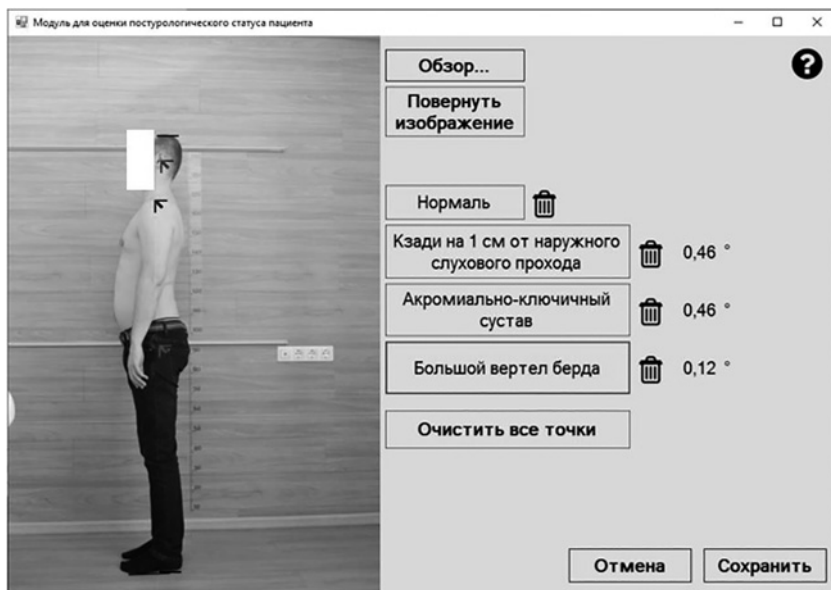 Модуль для оценки постурологического статуса пациента
Обзор...
Повернуть
изображение
Нормаль
Кзади на 1 см от наружного
слухового прохода
0,46 °
Акромиально-ключичный
сустав
0,46 °
Большой вертел берда
0,12 °
Очистить все точки
Отмена
Сохранить